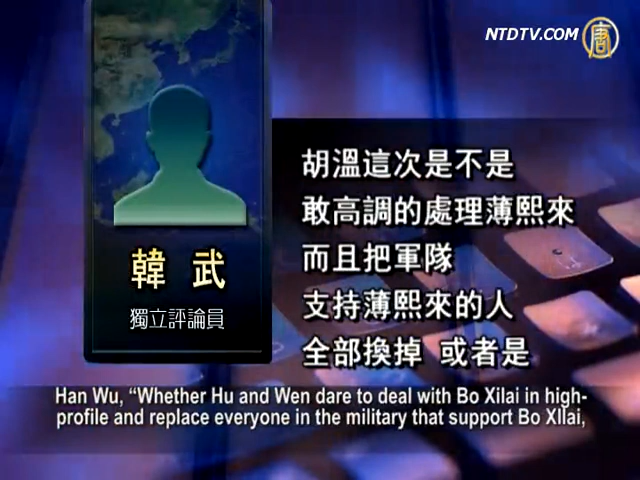 NTDTV.COM
唐
胡溫這次是不是
敢高調的處理薄熙來
而且把軍隊
支持薄熙來的人
全部換掉 或者是
韓 武
獨立評論員
Han Wu, “Whether Hu and Wen dare to deal with Bo Xilai in high-
profile and replace everyone in the military that support Bo XIlai,